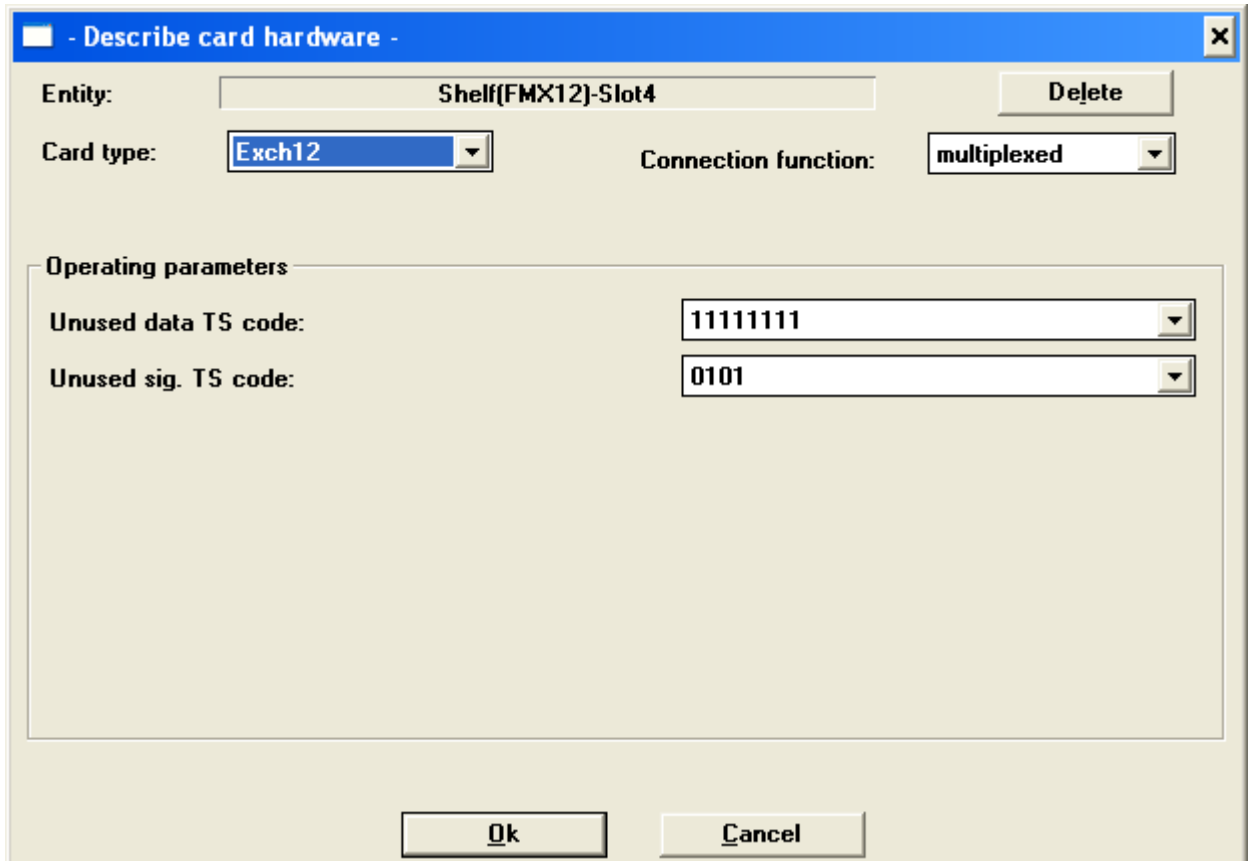 - Describe card hardware -
Entity: Shelf(FMX12)-Slot4 Delete
Card type: Exch12 Connection function: multiplexed
Operating parameters
Unused data TS code: 11111111
Unused sig. TS code: 0101
Ok Cancel